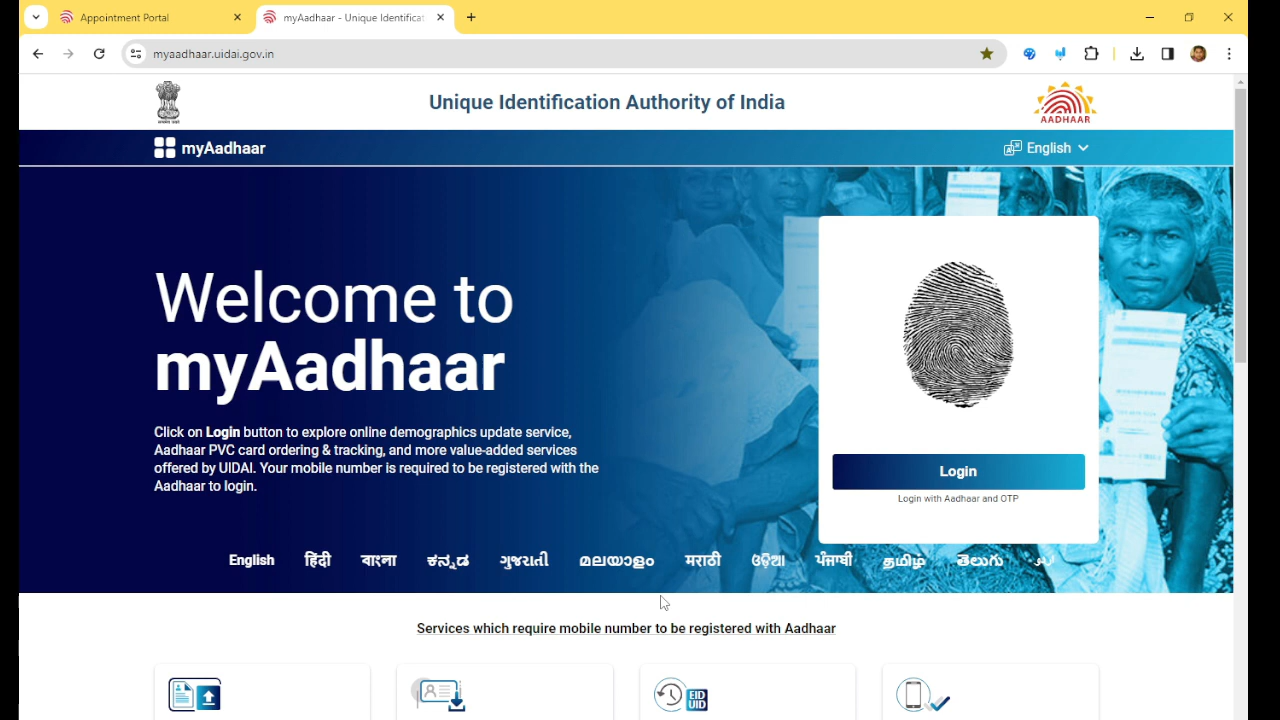 Appointment Portal
myAadhaar - Unique Identificat
myaadhaar.uidai.gov.in
Unique Identification Authority of India
AADHAAR
myAadhaar
English
Welcome to
myAadhaar
Click on Login button to explore online demographics update service,
Aadhaar PVC card ordering & tracking, and more value-added services
offered by UIDAI. Your mobile number is required to be registered with the
Aadhaar to login.
Login
Login with Aadhaar and OTP
English हिंदी বাংলা ಕನ್ನಡ ગુજરાતી മലയാളം मराठी ଓଡ଼ିଆ ਪੰਜਾਬੀ தமிழ் తెలుగు اردو
Services which require mobile number to be registered with Aadhaar
EID
UID